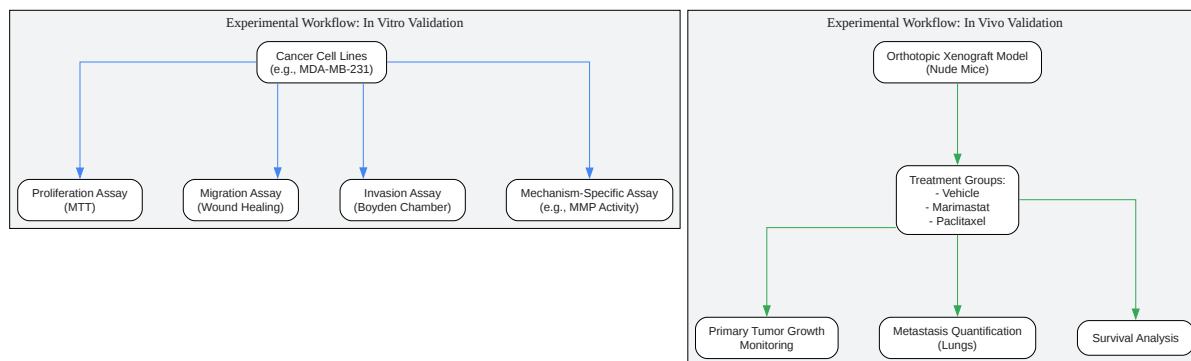 Experimental Workflow: In Vitro Validation
Cancer Cell Lines
(e.g., MDA-MB-231)
Proliferation Assay
(MTT)
Migration Assay
(Wound Healing)
Invasion Assay
(Boyden Chamber)
Mechanism-Specific Assay
(e.g., MMP Activity)
Experimental Workflow: In Vivo Validation
Orthotopic Xenograft Model
(Nude Mice)
Treatment Groups:
- Vehicle
- Marimastat
- Paclitaxel
Primary Tumor Growth
Monitoring
Metastasis Quantification
(Lungs)
Survival Analysis